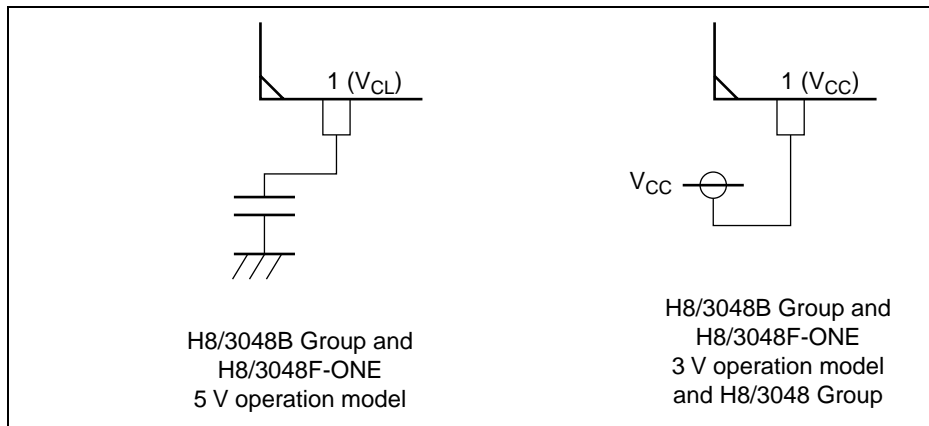 1 (VCL)
H8/3048B Group and
H8/3048F-ONE
5 V operation model
1 (VCC)
VCC
H8/3048B Group and
H8/3048F-ONE
3 V operation model
and H8/3048 Group